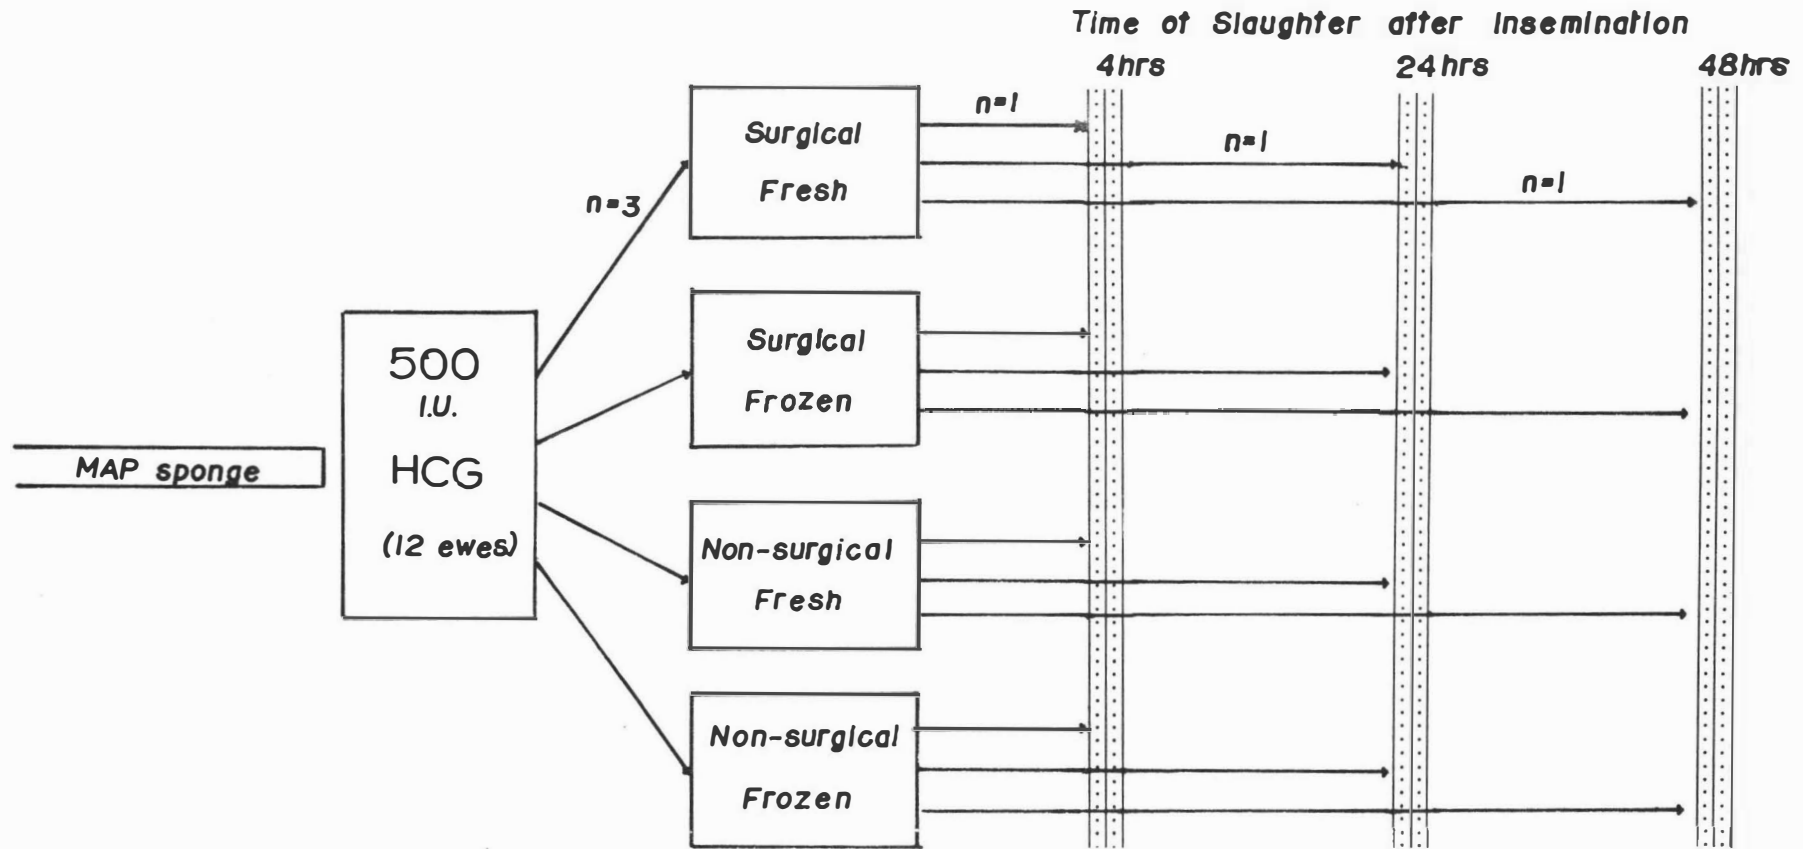 Time of Slaughter after Insemination
4hrs 24hrs 48hrs
n=1
n=1
n=1
n=3
Surgical
Fresh
Surgical
Frozen
500
I.U.
HCG
(12 ewes)
MAP sponge
Non-surgical
Fresh
Non-surgical
Frozen